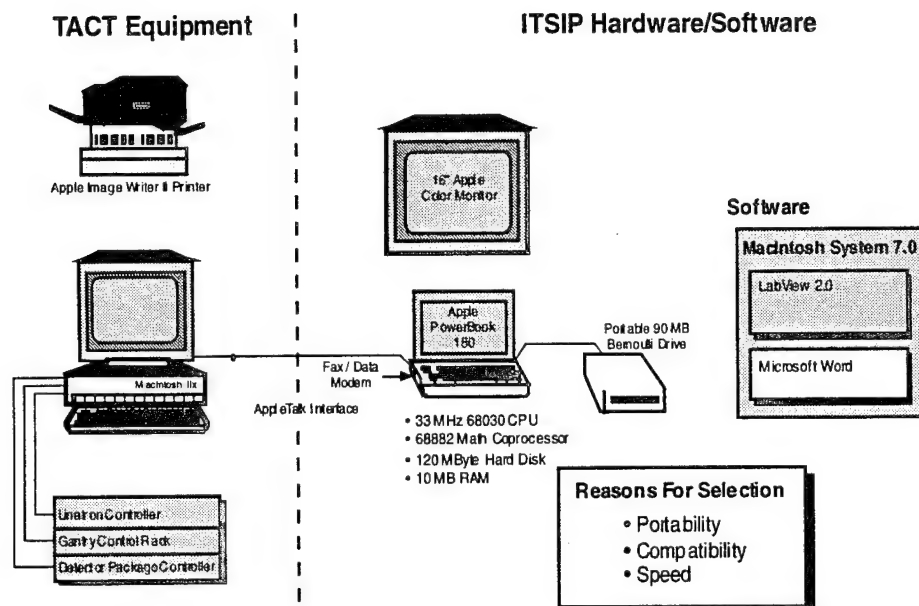 TACT Equipment
Apple Image Writer II Printer
Macintosh IIx
Linatron Controller
Gantry Control Rack
Detector Package Controller
ITSIP Hardware/Software
16" Apple
Color Monitor
Apple
PowerBook
180
Fax / Data
Modem
AppleTalk Interface
Portable 90 MB
Bernoulli Drive
• 33 MHz 68030 CPU
• 68882 Math Coprocessor
• 120 MByte Hard Disk
• 10 MB RAM
Software
Macintosh System 7.0
LabView 2.0
Microsoft Word
Reasons For Selection
• Portability
• Compatibility
• Speed